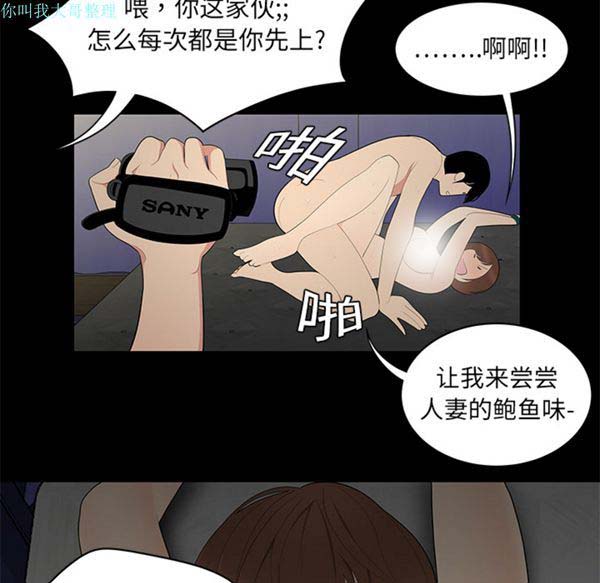 你叫我大哥整理
喂，你这家伙;;
怎么每次都是你先上?
........啊啊!!
啪
SANY
啪
让我来尝尝
人妻的鲍鱼味-